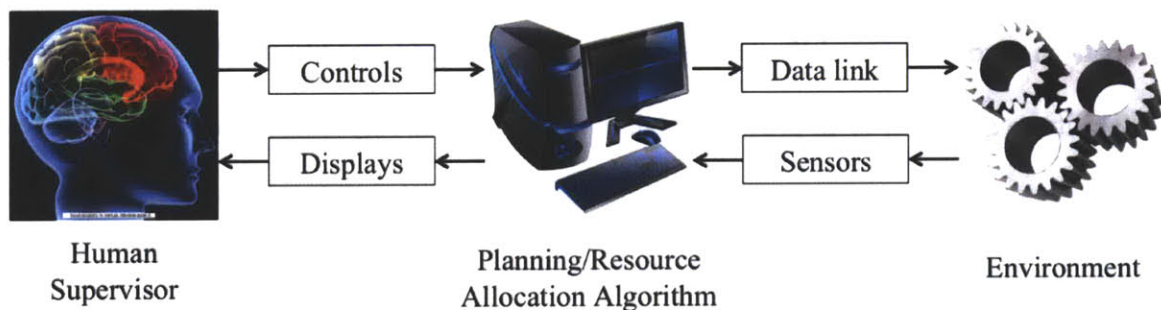 Controls
Data link
Displays
Sensors
Human
Supervisor
Planning/Resource
Allocation Algorithm
Environment